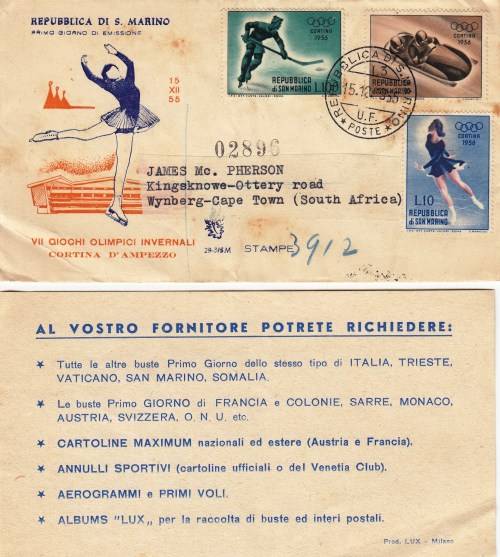 REPUBBLICA DI S. MARINO
PRIMO GIORNO DI EMISSIONE
15
XII
55
CORTINA
1956
L.10
REPUBBLICA
di SAN MARINO
CORTINA
1956
REPUBBLICA
di SAN MARINO
REPUBBLICA DI S. MARINO
15.12.1955
U.F.
POSTE
CORTINA
1956
L.10
REPUBBLICA
di SAN MARINO
02896
JAMES Mc. PHERSON
Kingsknowe-Ottery road
Wynberg-Cape Town (South Africa)
VII GIOCHI OLIMPICI INVERNALI
CORTINA D'AMPEZZO
STAMPE
3912
AL VOSTRO FORNITORE POTRETE RICHIEDERE:
★ Tutte le altre buste Primo Giorno dello stesso tipo di ITALIA, TRIESTE,
VATICANO, SAN MARINO, SOMALIA.
★ Le buste Primo GIORNO di FRANCIA e COLONIE, SARRE, MONACO,
AUSTRIA, SVIZZERA, O. N. U. etc.
★ CARTOLINE MAXIMUM nazionali ed estere (Austria e Francia).
★ ANNULLI SPORTIVI (cartoline ufficiali o del Venetia Club).
★ AEROGRAMMI e PRIMI VOLI.
★ ALBUMS "LUX„ per la raccolta di buste ed interi postali.
Prod. LUX - Milano